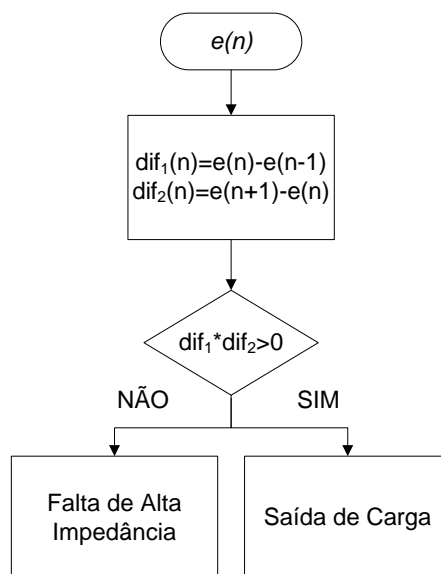 e(n)
dif₁(n)=e(n)-e(n-1)
dif₂(n)=e(n+1)-e(n)
dif₁*dif₂>0
NÃO
SIM
Falta de Alta
Impedância
Saída de Carga